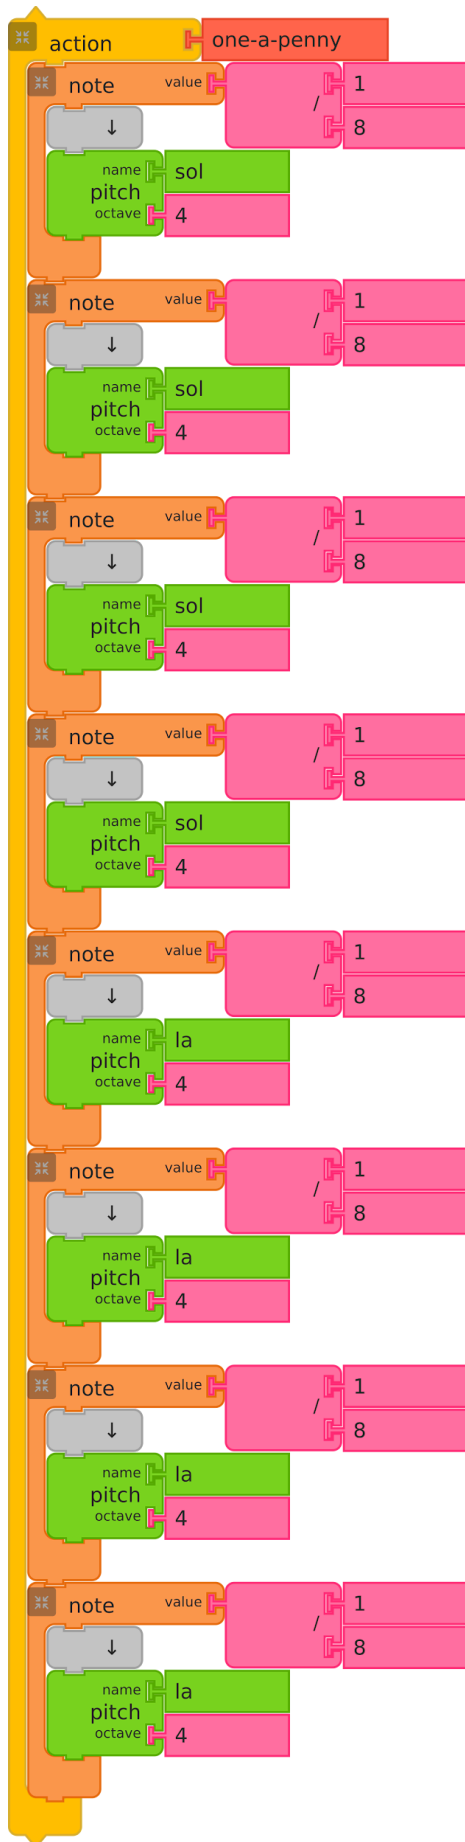 action one-a-penny
note value 1
/
↓ 8
name sol
pitch
octave 4
note value 1
/
↓ 8
name sol
pitch
octave 4
note value 1
/
↓ 8
name sol
pitch
octave 4
note value 1
/
↓ 8
name sol
pitch
octave 4
note value 1
/
↓ 8
name la
pitch
octave 4
note value 1
/
↓ 8
name la
pitch
octave 4
note value 1
/
↓ 8
name la
pitch
octave 4
note value 1
/
↓ 8
name la
pitch
octave 4